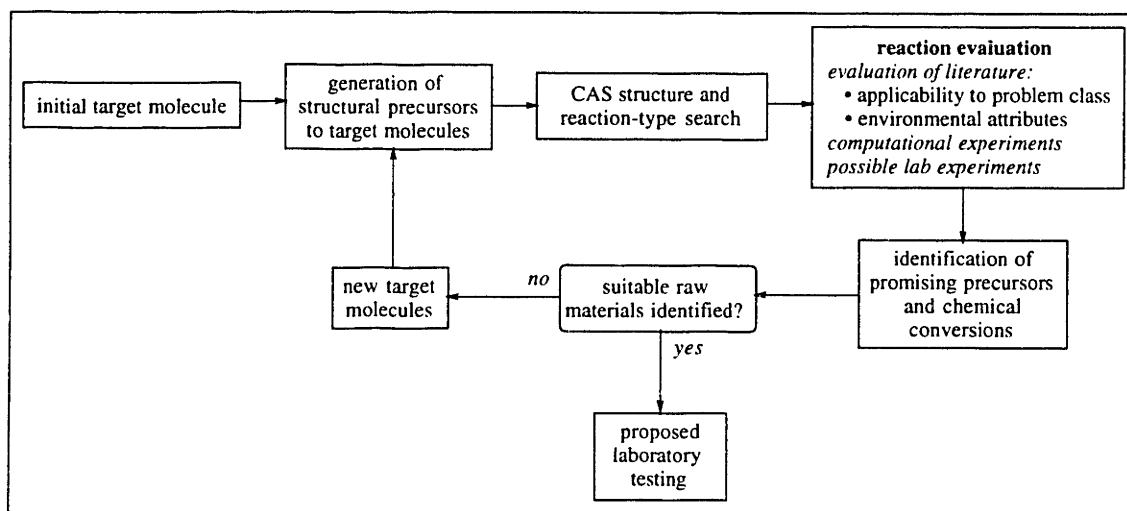 initial target molecule
generation of
structural precursors
to target molecules
CAS structure and
reaction-type search
reaction evaluation
evaluation of literature:
• applicability to problem class
• environmental attributes
computational experiments
possible lab experiments
identification of
promising precursors
and chemical
conversions
suitable raw
materials identified?
no
new target
molecules
yes
proposed
laboratory
testing